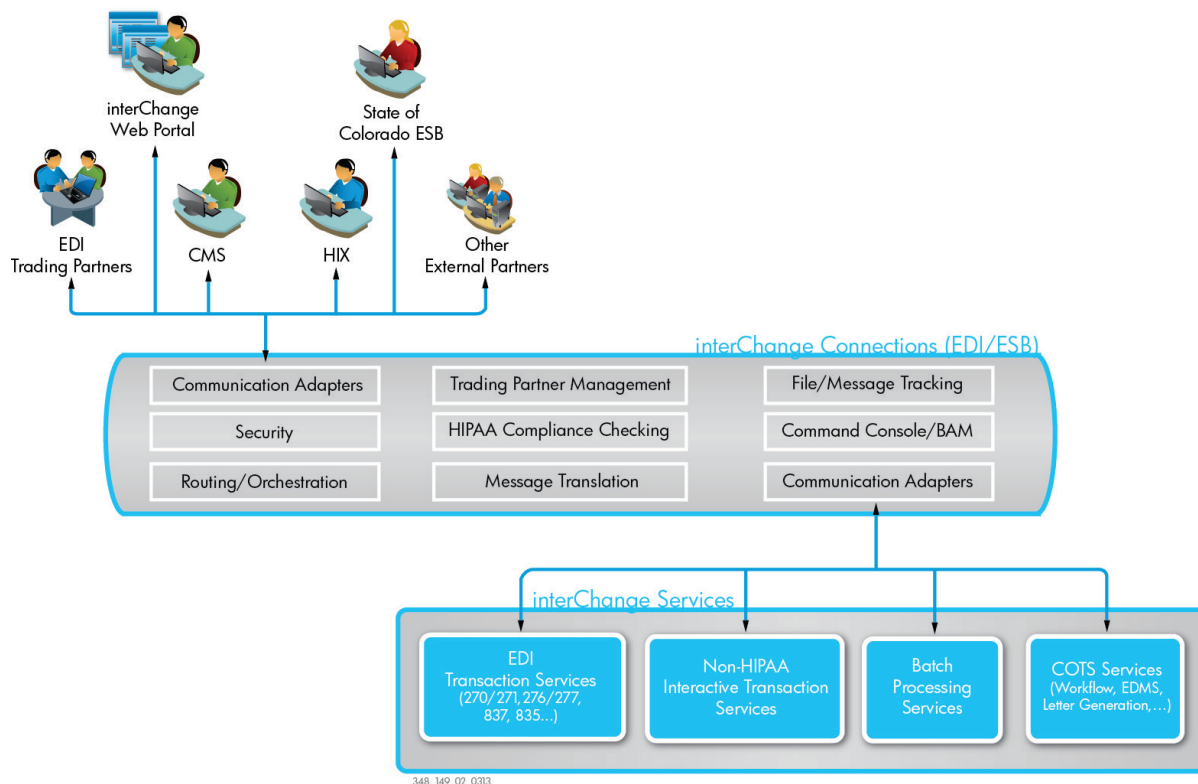 interChange
Web Portal
State of
Colorado ESB
EDI
Trading Partners
CMS
HIX
Other
External Partners
interChange Connections (EDI/ESB)
Communication Adapters
Trading Partner Management
File/Message Tracking
Security
HIPAA Compliance Checking
Command Console/BAM
Routing/Orchestration
Message Translation
Communication Adapters
interChange Services
EDI
Transaction Services
(270/271,276/277,
837, 835...)
Non-HIPAA
Interactive Transaction
Services
Batch
Processing
Services
COTS Services
(Workflow, EDMS,
Letter Generation,...)
348_149_02_0313